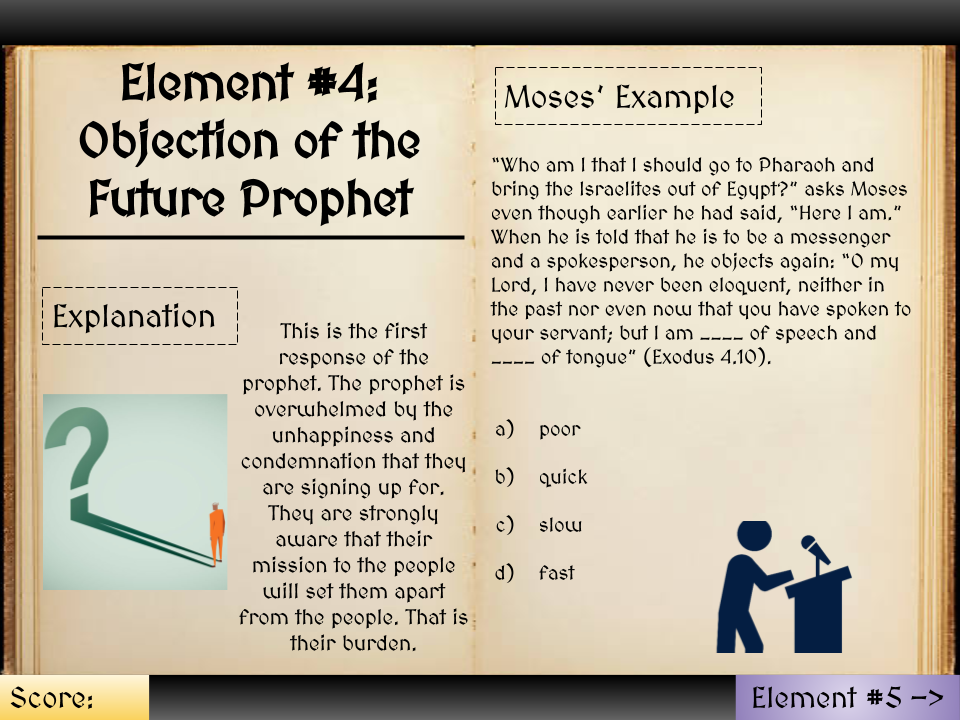 Element #4:
Objection of the
Future Prophet
Explanation
This is the first
response of the
prophet. The prophet is
overwhelmed by the
unhappiness and
condemnation that they
are signing up for.
They are strongly
aware that their
mission to the people
will set them apart
from the people. That is
their burden.
Moses' Example
"Who am I that I should go to Pharaoh and
bring the Israelites out of Egypt?" asks Moses
even though earlier he had said, "Here I am."
When he is told that he is to be a messenger
and a spokesperson, he objects again: "O my
Lord, I have never been eloquent, neither in
the past nor even now that you have spoken to
your servant; but I am ____ of speech and
____ of tongue" (Exodus 4.10).
a) poor
b) quick
c) slow
d) fast
Score:
Element #5 –>